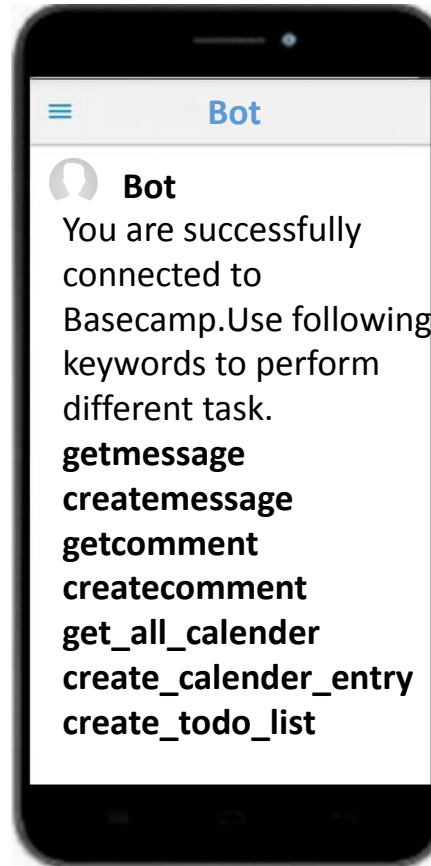 Bot
Bot
You are successfully
connected to
Basecamp.Use following
keywords to perform
different task.
getmessage
createmessage
getcomment
createcomment
get_all_calender
create_calender_entry
create_todo_list